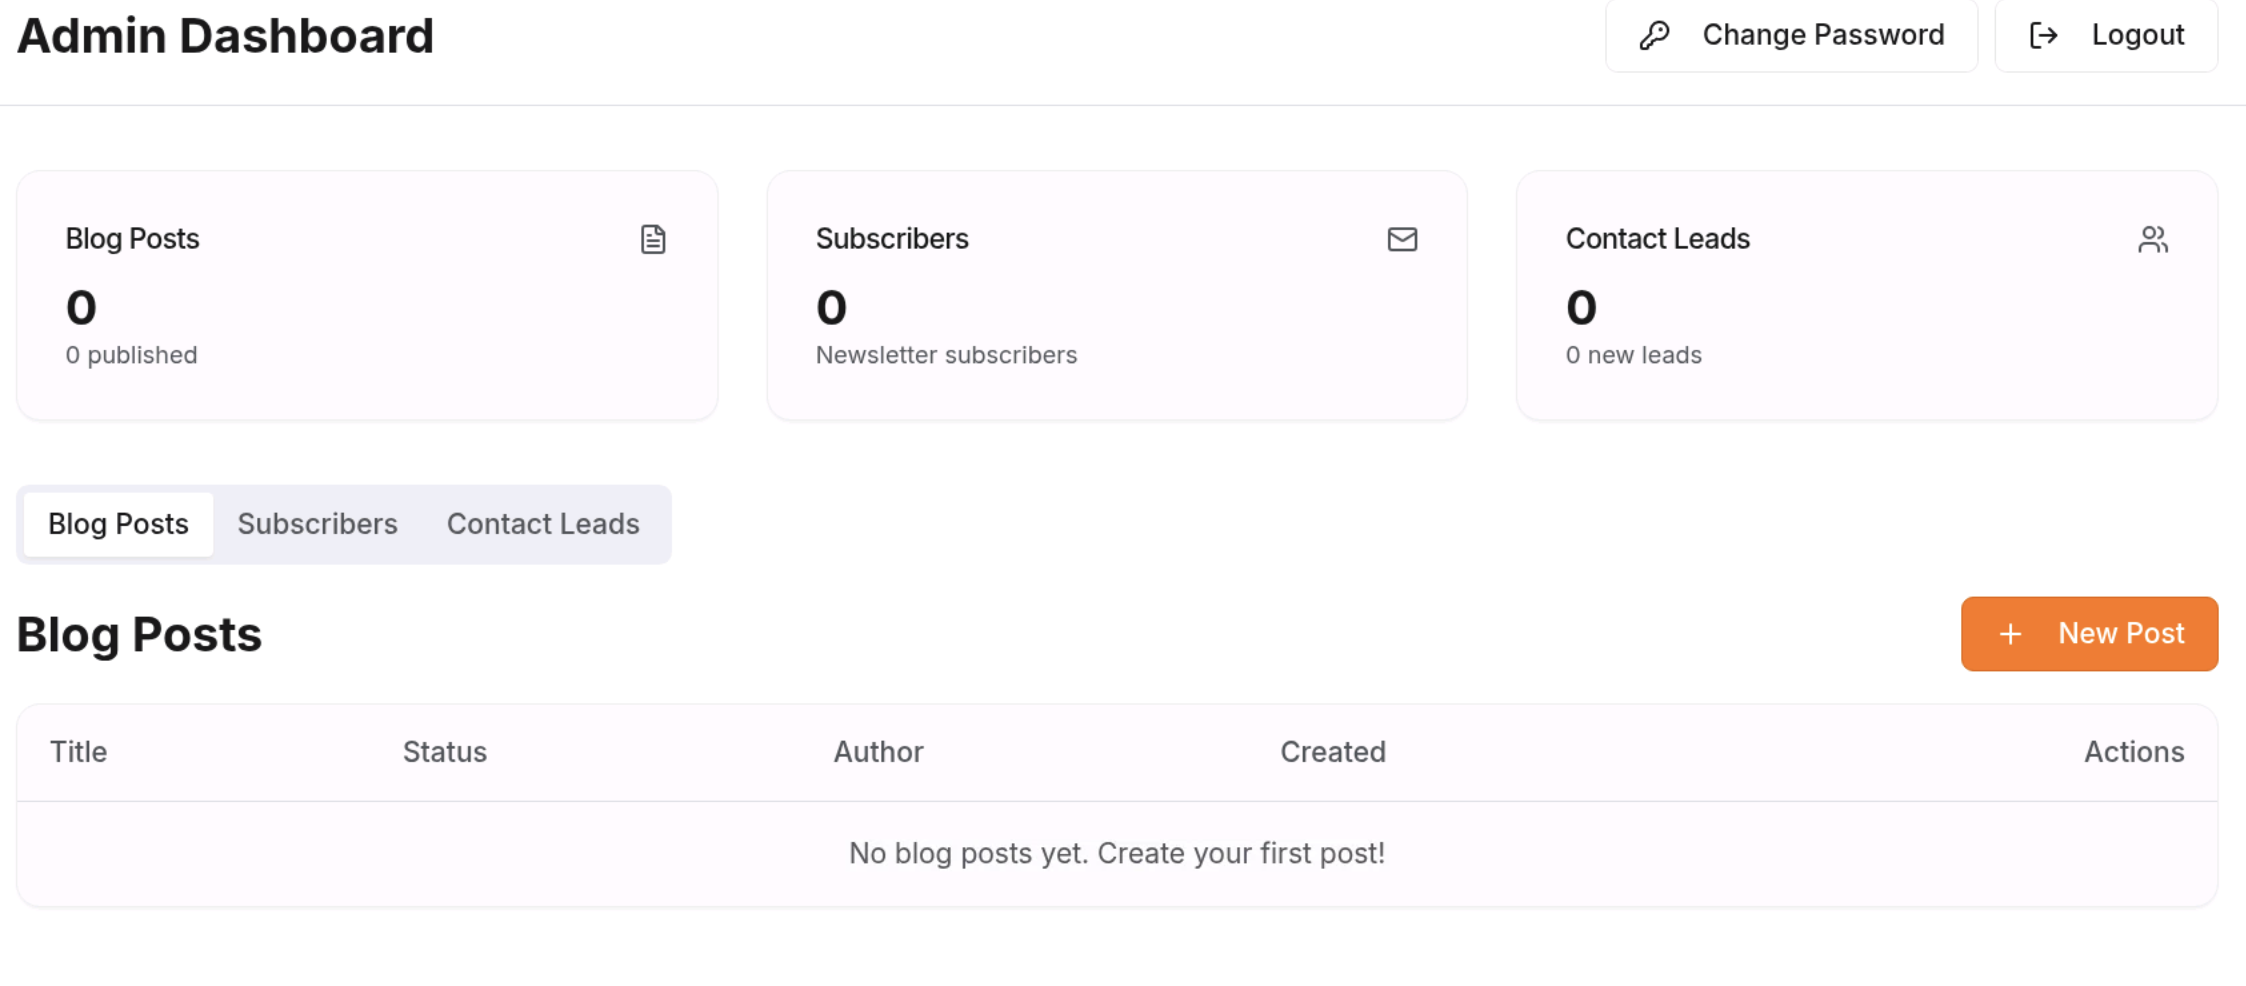 Admin Dashboard
Change Password
Logout
Blog Posts
0
0 published
Subscribers
0
Newsletter subscribers
Contact Leads
0
0 new leads
Blog Posts
Subscribers
Contact Leads
Blog Posts
New Post
Title
Status
Author
Created
Actions
No blog posts yet. Create your first post!